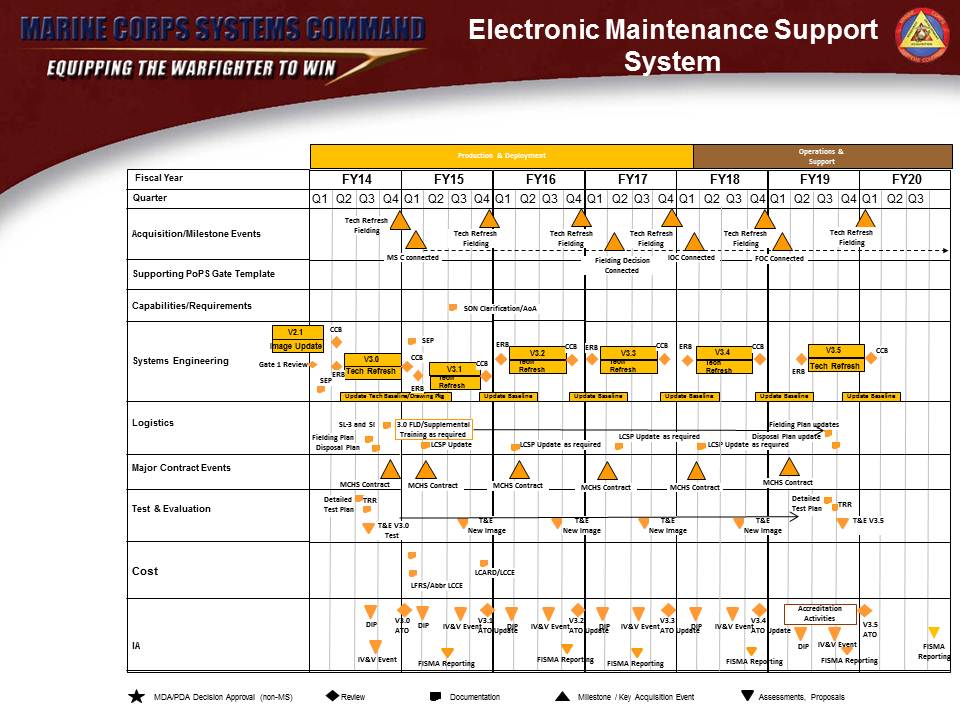 MARINE CORPS SYSTEMS COMMAND
EQUIPPING THE WARFIGHTER TO WIN
Electronic Maintenance Support
System
Production & Deployment
Operations &
Support
Fiscal Year
FY14 FY15 FY16 FY17 FY18 FY19 FY20
Quarter
Q1 Q2 Q3 Q4 Q1 Q2 Q3 Q4 Q1 Q2 Q3 Q4 Q1 Q2 Q3 Q4 Q1 Q2 Q3 Q4 Q1 Q2 Q3 Q4 Q1 Q2 Q3
Acquisition/Milestone Events
Tech Refresh
Fielding
Tech Refresh
Fielding
Tech Refresh
Fielding
Tech Refresh
Fielding
Tech Refresh
Fielding
Tech Refresh
Fielding
MS C connected
Fielding Decision
Connected
IOC Connected
FOC Connected
Supporting PoPS Gate Template
Capabilities/Requirements
SON Clarification/AoA
Systems Engineering
V2.1
Image Update
CCB
Gate 1 Review
SEP
ERB
V3.0
Tech Refresh
SEP
CCB
ERB
V3.1
Tech
Refresh
CCB
ERB
V3.2
Tech
Refresh
CCB
ERB
V3.3
Tech
Refresh
CCB
ERB
V3.4
Tech
Refresh
CCB
ERB
V3.5
Tech Refresh
CCB
Update Tech Baseline/Drawing Pkg
Update Baseline
Update Baseline
Update Baseline
Update Baseline
Update Baseline
Logistics
SL-3 and SI
Fielding Plan
Disposal Plan
3.0 FLD/Supplemental
Training as required
LCSP Update
LCSP Update as required
LCSP Update as required
LCSP Update as required
Fielding Plan updates
Disposal Plan update
Major Contract Events
MCHS Contract
MCHS Contract
MCHS Contract
MCHS Contract
MCHS Contract
MCHS Contract
Test & Evaluation
Detailed
Test Plan
TRR
T&E V3.0
Test
T&E
New Image
T&E
New Image
T&E
New Image
T&E
New Image
Detailed
Test Plan
TRR
T&E V3.5
Cost
LFRS/Abbr LCCE
LCARD/LCCE
IA
DIP
V3.0
ATO
DIP
IV&V Event
V3.1
ATO Update
DIP
IV&V Event
V3.2
ATO Update
DIP
IV&V Event
V3.3
ATO Update
DIP
IV&V Event
V3.4
ATO Update
Accreditation
Activities
DIP
IV&V Event
V3.5
ATO
IV&V Event
FISMA Reporting
FISMA Reporting
FISMA Reporting
FISMA Reporting
FISMA Reporting
FISMA
Reporting
MDA/PDA Decision Approval (non-MS)
Review
Documentation
Milestone / Key Acquisition Event
Assessments, Proposals